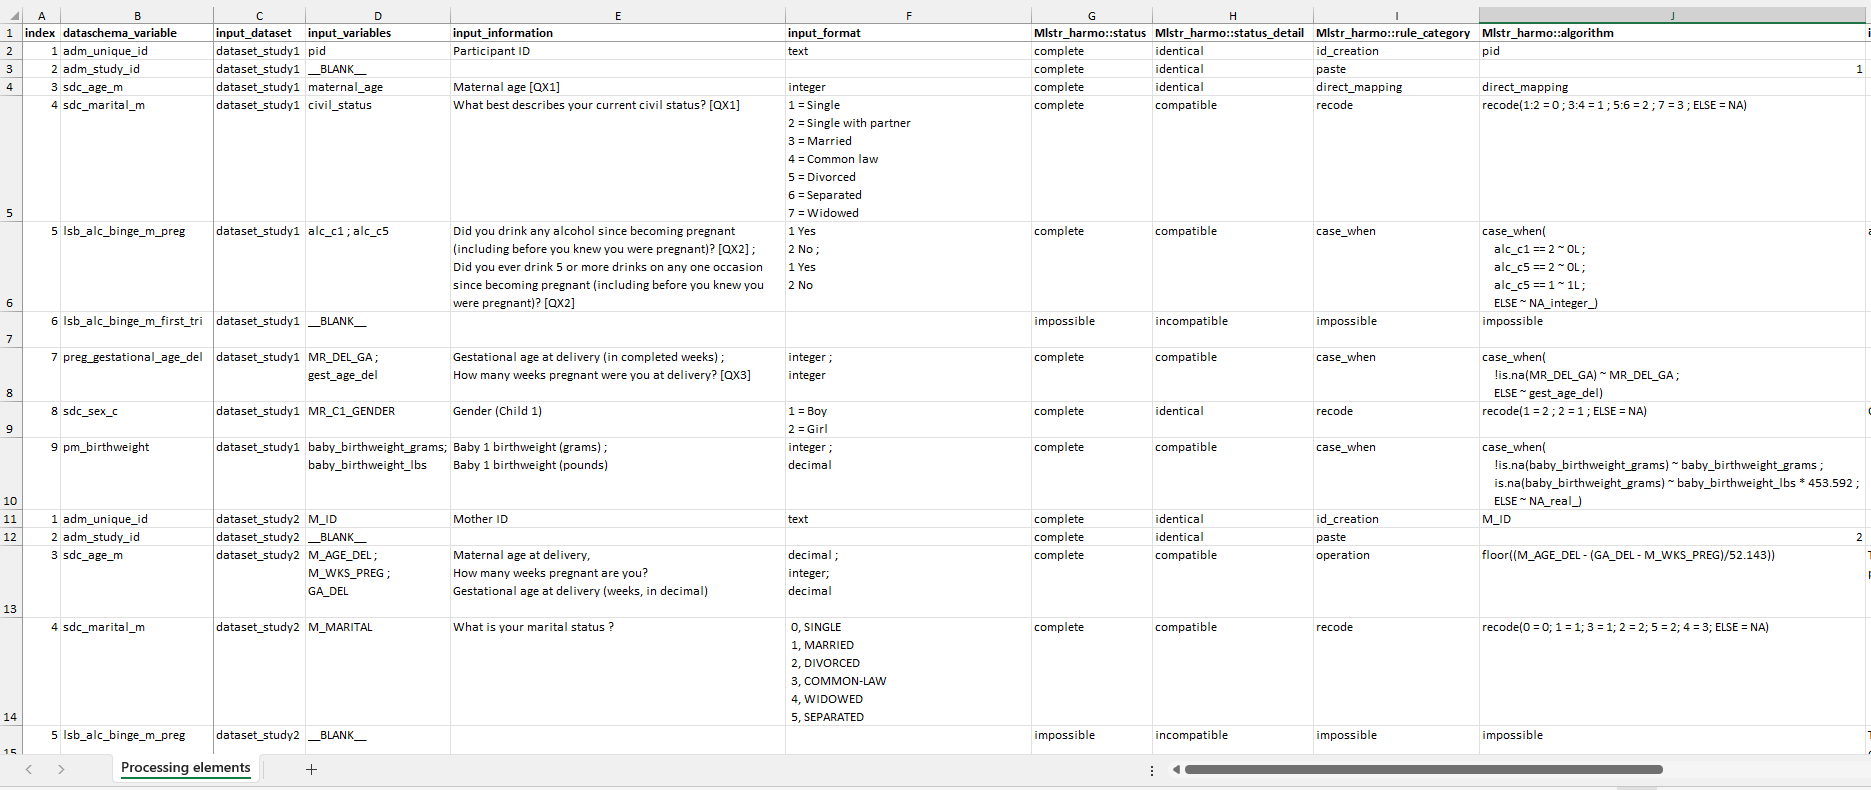 A B C D E F G H I J
1 index dataschema_variable input_dataset input_variables input_information input_format Mlstr_harmo::status Mlstr_harmo::status_detail Mlstr_harmo::rule_category Mlstr_harmo::algorithm
2 1 adm_unique_id dataset_study1 pid Participant ID text complete identical id_creation pid
3 2 adm_study_id dataset_study1 __BLANK__ complete identical paste 1
4 3 sdc_age_m dataset_study1 maternal_age Maternal age [QX1] integer complete identical direct_mapping direct_mapping
4 sdc_marital_m dataset_study1 civil_status What best describes your current civil status? [QX1] 1 = Single complete compatible recode recode(1:2 = 0 ; 3:4 = 1 ; 5:6 = 2 ; 7 = 3 ; ELSE = NA)
2 = Single with partner
3 = Married
4 = Common law
5 = Divorced
6 = Separated
5 7 = Widowed
5 lsb_alc_binge_m_preg dataset_study1 alc_c1 ; alc_c5 Did you drink any alcohol since becoming pregnant 1 Yes complete compatible case_when case_when(
(including before you knew you were pregnant)? [QX2] ; 2 No ; alc_c1 == 2 ~ 0L ;
Did you ever drink 5 or more drinks on any one occasion 1 Yes alc_c5 == 2 ~ 0L ;
since becoming pregnant (including before you knew you 2 No alc_c5 == 1 ~ 1L ;
6 were pregnant)? [QX2] ELSE ~ NA_integer_)
6 lsb_alc_binge_m_first_tri dataset_study1 __BLANK__ impossible incompatible impossible impossible
7
7 preg_gestational_age_del dataset_study1 MR_DEL_GA ; Gestational age at delivery (in completed weeks) ; integer ; complete compatible case_when case_when(
gest_age_del How many weeks pregnant were you at delivery? [QX3] integer !is.na(MR_DEL_GA) ~ MR_DEL_GA ;
8 ELSE ~ gest_age_del)
8 sdc_sex_c dataset_study1 MR_C1_GENDER Gender (Child 1) 1 = Boy complete identical recode recode(1 = 2 ; 2 = 1 ; ELSE = NA)
9 2 = Girl
9 pm_birthweight dataset_study1 baby_birthweight_grams; Baby 1 birthweight (grams) ; integer ; complete compatible case_when case_when(
baby_birthweight_lbs Baby 1 birthweight (pounds) decimal !is.na(baby_birthweight_grams) ~ baby_birthweight_grams ;
is.na(baby_birthweight_grams) ~ baby_birthweight_lbs * 453.592 ;
10 ELSE ~ NA_real_)
11 1 adm_unique_id dataset_study2 M_ID Mother ID text complete identical id_creation M_ID
12 2 adm_study_id dataset_study2 __BLANK__ complete identical paste 2
3 sdc_age_m dataset_study2 M_AGE_DEL ; Maternal age at delivery, decimal ; complete compatible operation floor((M_AGE_DEL - (GA_DEL - M_WKS_PREG)/52.143))
M_WKS_PREG ; How many weeks pregnant are you? integer;
GA_DEL Gestational age at delivery (weeks, in decimal) decimal
13
4 sdc_marital_m dataset_study2 M_MARITAL What is your marital status ? 0, SINGLE complete compatible recode recode(0 = 0; 1 = 1; 3 = 1; 2 = 2; 5 = 2; 4 = 3; ELSE = NA)
1, MARRIED
2, DIVORCED
3, COMMON-LAW
4, WIDOWED
14 5, SEPARATED
5 lsb_alc_binge_m_preg dataset_study2 __BLANK__ impossible incompatible impossible impossible
15
Processing elements